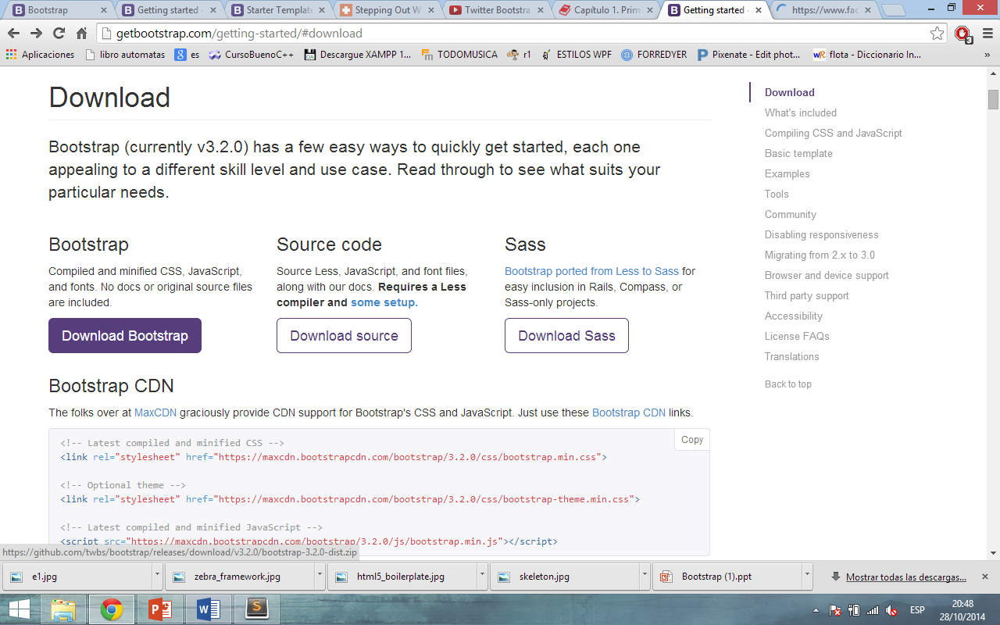 Bootstrap
Getting started
Starter Template
Stepping Out W
Twitter Bootstra
Capítulo 1. Prim
Getting started
https://www.fac
getbootstrap.com/getting-started/#download
3
Aplicaciones
libro automatas
es
CursoBuenoC++
Descargue XAMPP 1...
TODOMUSICA
r1
ESTILOS WPF
FORREDYER
Pixenate - Edit phot...
flota - Diccionario In...
»
Download
Bootstrap (currently v3.2.0) has a few easy ways to quickly get started, each one
appealing to a different skill level and use case. Read through to see what suits your
particular needs.
Bootstrap
Compiled and minified CSS, JavaScript,
and fonts. No docs or original source files
are included.
Download Bootstrap
Source code
Source Less, JavaScript, and font files,
along with our docs. Requires a Less
compiler and some setup.
Download source
Sass
Bootstrap ported from Less to Sass for
easy inclusion in Rails, Compass, or
Sass-only projects.
Download Sass
Bootstrap CDN
The folks over at MaxCDN graciously provide CDN support for Bootstrap's CSS and JavaScript. Just use these Bootstrap CDN links.
Copy
<!-- Latest compiled and minified CSS -->
<link rel="stylesheet" href="https://maxcdn.bootstrapcdn.com/bootstrap/3.2.0/css/bootstrap.min.css">
<!-- Optional theme -->
<link rel="stylesheet" href="https://maxcdn.bootstrapcdn.com/bootstrap/3.2.0/css/bootstrap-theme.min.css">
<!-- Latest compiled and minified JavaScript -->
<script src="https://maxcdn.bootstrapcdn.com/bootstrap/3.2.0/js/bootstrap.min.js"></script>
Download
What's included
Compiling CSS and JavaScript
Basic template
Examples
Tools
Community
Disabling responsiveness
Migrating from 2.x to 3.0
Browser and device support
Third party support
Accessibility
License FAQs
Translations
Back to top
https://github.com/twbs/bootstrap/releases/download/v3.2.0/bootstrap-3.2.0-dist.zip
e1.jpg
zebra_framework.jpg
html5_boilerplate.jpg
skeleton.jpg
Bootstrap (1).ppt
Mostrar todas las descargas...
ESP
20:48
28/10/2014